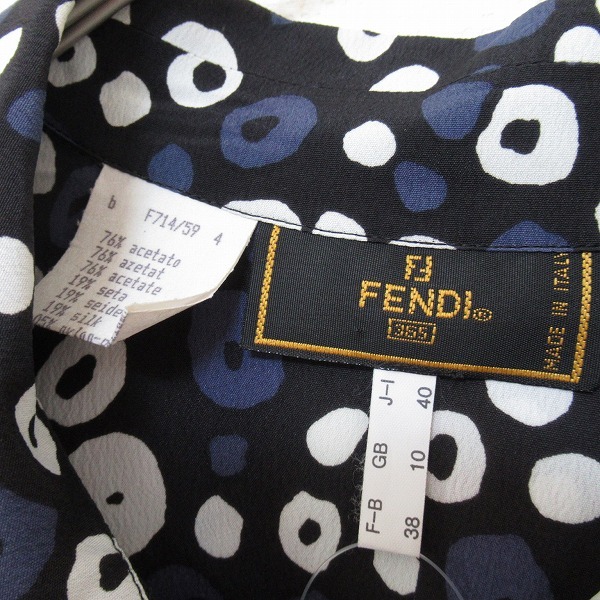 b F714/59 4
76% acetato
76% azetat
76% acetate
19% seta
19% seide
19% silk
FF
FENDI®
365
MADE IN ITALY
J-I 40
GB 10
F-B 38